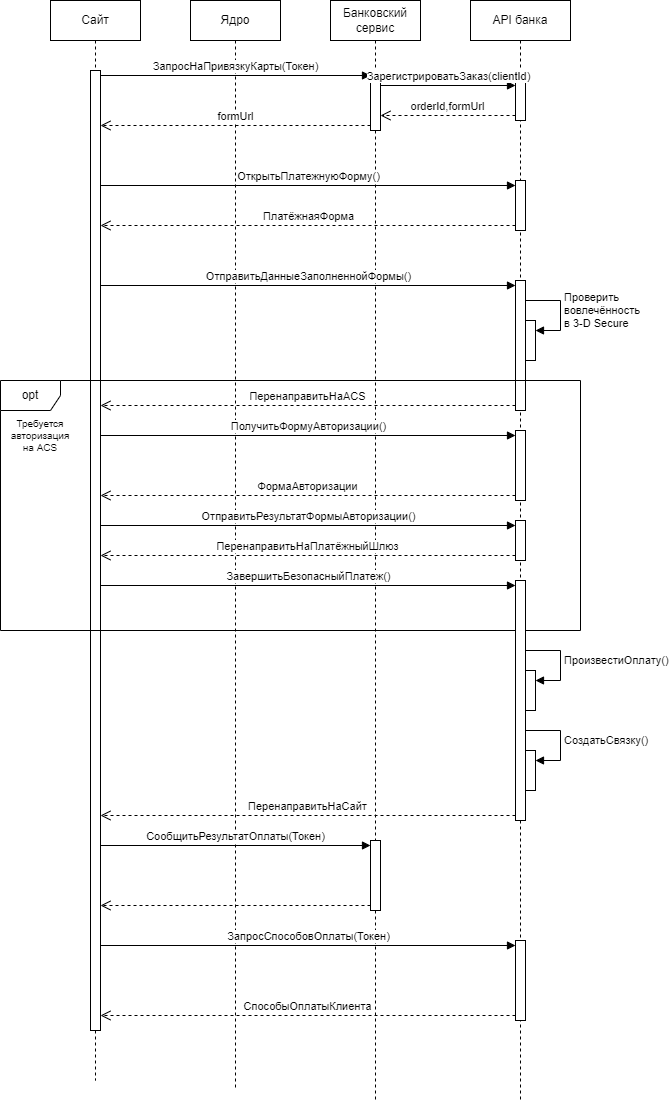 Сайт
Ядро
Банковский
сервис
API банка
ЗапросНаПривязкуКарты(Токен)
ЗарегистрироватьЗаказ(clientId)
orderId,formUrl
formUrl
ОткрытьПлатежнуюФорму()
ПлатёжнаяФорма
ОтправитьДанныеЗаполненнойФормы()
Проверить
вовлечённость
в 3-D Secure
opt
Требуется
авторизация
на ACS
ПеренаправитьНаACS
ПолучитьФормуАвторизации()
ФормаАвторизации
ОтправитьРезультатФормыАвторизации()
ПеренаправитьНаПлатёжныйШлюз
ЗавершитьБезопасныйПлатеж()
ПроизвестиОплату()
СоздатьСвязку()
ПеренаправитьНаСайт
СообщитьРезультатОплаты(Токен)
ЗапросСпособовОплаты(Токен)
СпособыОплатыКлиента